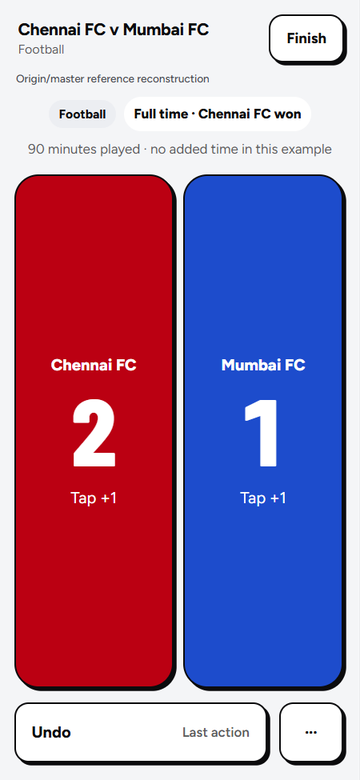 Chennai FC v Mumbai FC
Football
Finish
Origin/master reference reconstruction
Football
Full time · Chennai FC won
90 minutes played · no added time in this example
Chennai FC
2
Tap +1
Mumbai FC
1
Tap +1
Undo
Last action
···